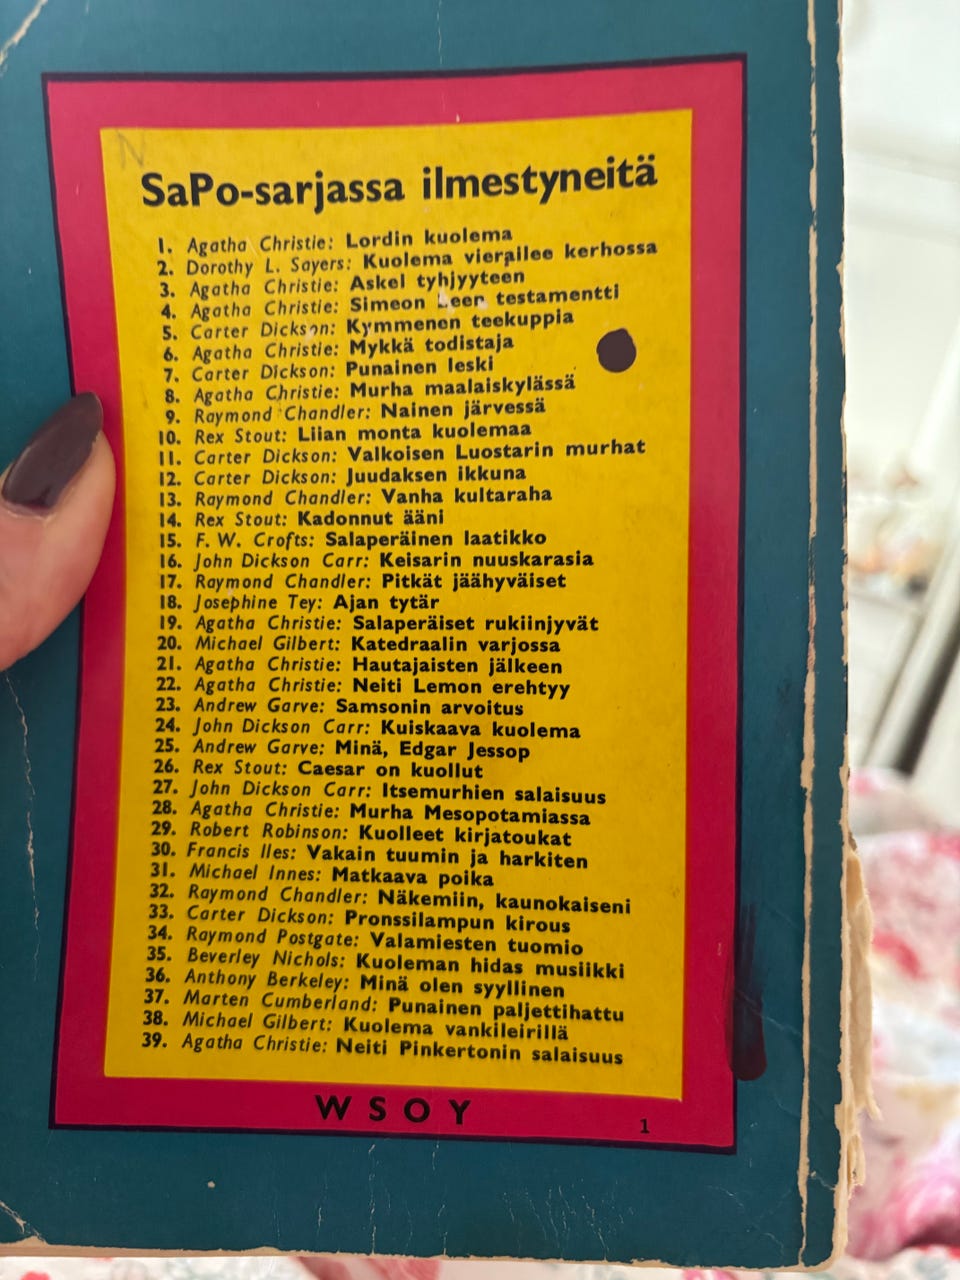 SaPo-sarjassa ilmestyneitä
1. Agatha Christie: Lordin kuolema
2. Dorothy L. Sayers: Kuolema vierailee kerhossa
3. Agatha Christie: Askel tyhjyyteen
4. Agatha Christie: Simeon Leen testamentti
5. Carter Dickson: Kymmenen teekuppia
6. Agatha Christie: Mykkä todistaja
7. Carter Dickson: Punainen leski
8. Agatha Christie: Murha maalaiskylässä
9. Raymond Chandler: Nainen järvessä
10. Rex Stout: Liian monta kuolemaa
11. Carter Dickson: Valkoisen Luostarin murhat
12. Carter Dickson: Juudaksen ikkuna
13. Raymond Chandler: Vanha kultaraha
14. Rex Stout: Kadonnut ääni
15. F. W. Crofts: Salaperäinen laatikko
16. John Dickson Carr: Keisarin nuuskarasia
17. Raymond Chandler: Pitkät jäähyväiset
18. Josephine Tey: Ajan tytär
19. Agatha Christie: Salaperäiset rukiinjyvät
20. Michael Gilbert: Katedraalin varjossa
21. Agatha Christie: Hautajaisten jälkeen
22. Agatha Christie: Neiti Lemon erehtyy
23. Andrew Garve: Samsonin arvoitus
24. John Dickson Carr: Kuiskaava kuolema
25. Andrew Garve: Minä, Edgar Jessop
26. Rex Stout: Caesar on kuollut
27. John Dickson Carr: Itsemurhien salaisuus
28. Agatha Christie: Murha Mesopotamiassa
29. Robert Robinson: Kuolleet kirjatoukat
30. Francis Iles: Vakain tuumin ja harkiten
31. Michael Innes: Matkaava poika
32. Raymond Chandler: Näkemiin, kaunokaiseni
33. Carter Dickson: Pronssilampun kirous
34. Raymond Postgate: Valamiesten tuomio
35. Beverley Nichols: Kuoleman hidas musiikki
36. Anthony Berkeley: Minä olen syyllinen
37. Marten Cumberland: Punainen paljettihattu
38. Michael Gilbert: Kuolema vankileirillä
39. Agatha Christie: Neiti Pinkertonin salaisuus
WSOY
1